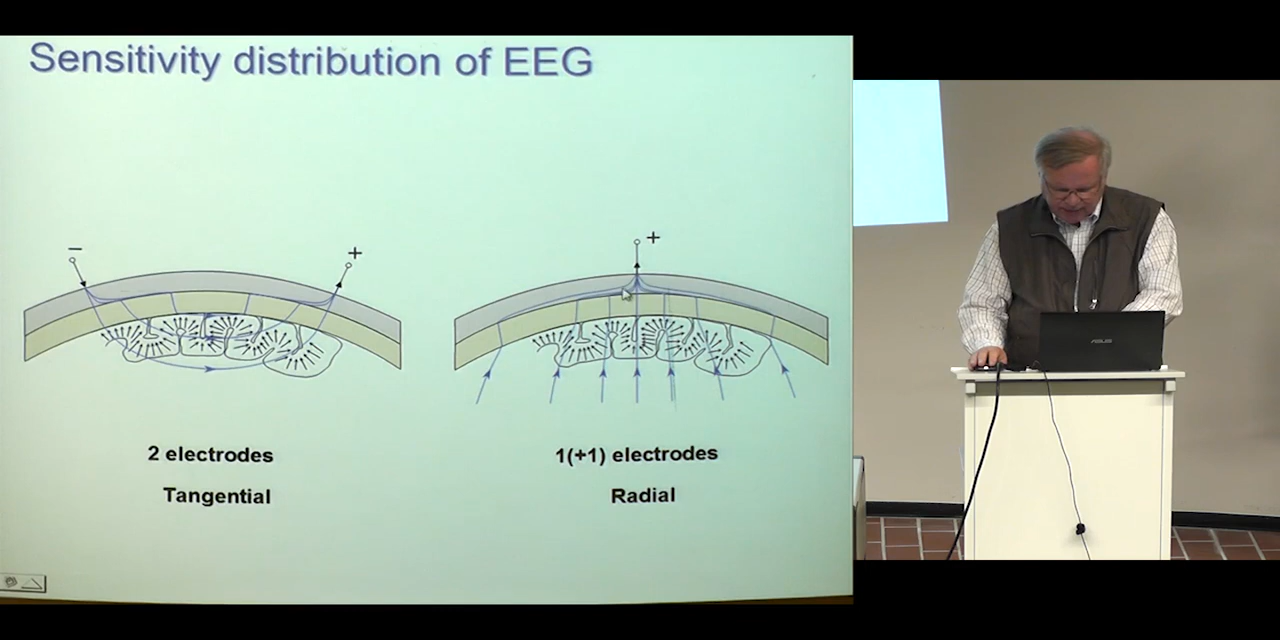 Sensitivity distribution of EEG
−
+
+
2 electrodes
1(+1) electrodes
Tangential
Radial
ASUS